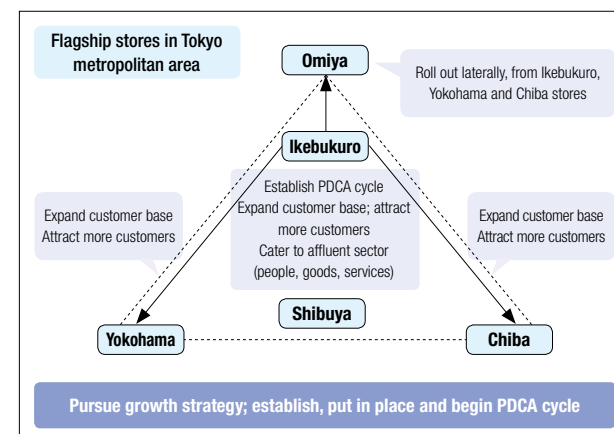 Flagship stores in Tokyo
metropolitan area
Omiya
Roll out laterally, from Ikebukuro,
Yokohama and Chiba stores
Ikebukuro
Establish PDCA cycle
Expand customer base; attract
more customers
Cater to affluent sector
(people, goods, services)
Expand customer base
Attract more customers
Expand customer base
Attract more customers
Shibuya
Yokohama
Chiba
Pursue growth strategy; establish, put in place and begin PDCA cycle